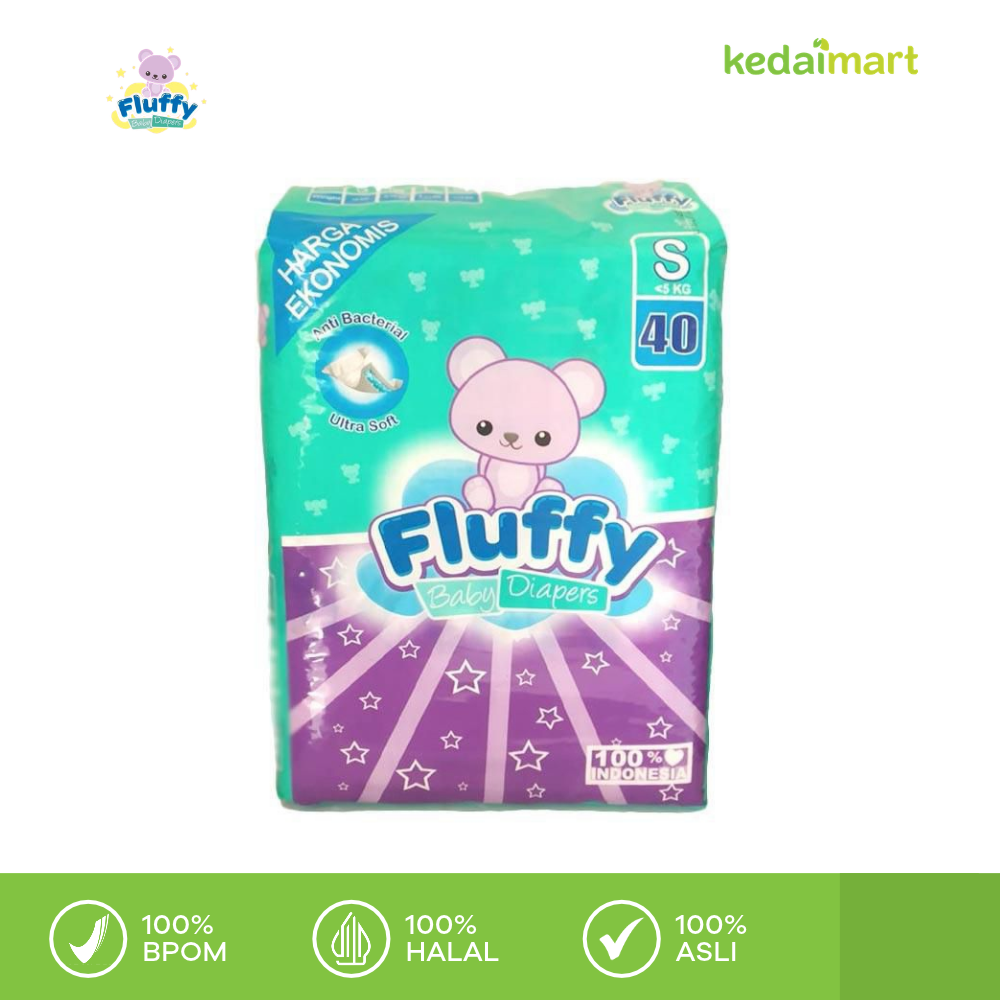 Fluffy
Baby Diapers
kedaimart
Fluffy
HARGA
EKONOMIS
S
<5 KG
40
Anti Bacterial
Ultra Soft
Fluffy
Baby Diapers
100%
INDONESIA
100%
BPOM
100%
HALAL
100%
ASLI